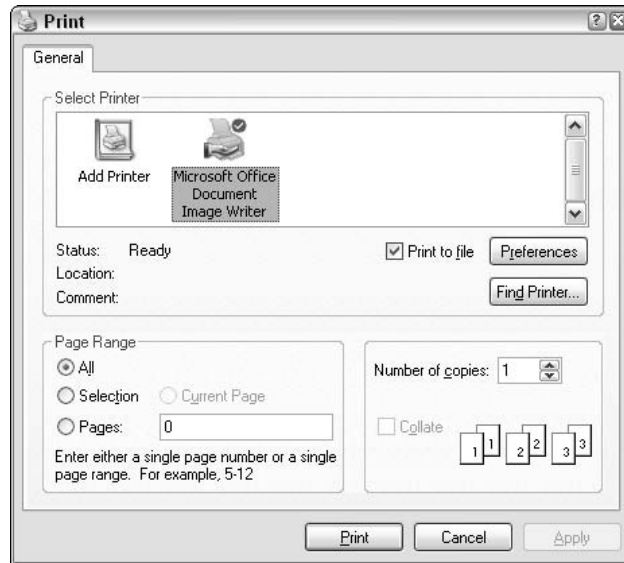 Print
General
Select Printer
Add Printer
Microsoft Office
Document
Image Writer
Status: Ready
Location:
Comment:
Print to file
Preferences
Find Printer...
Page Range
All
Selection
Current Page
Pages: 0
Enter either a single page number or a single
page range. For example, 5-12
Number of copies: 1
Collate
1 1 2 2 3 3
Print
Cancel
Apply